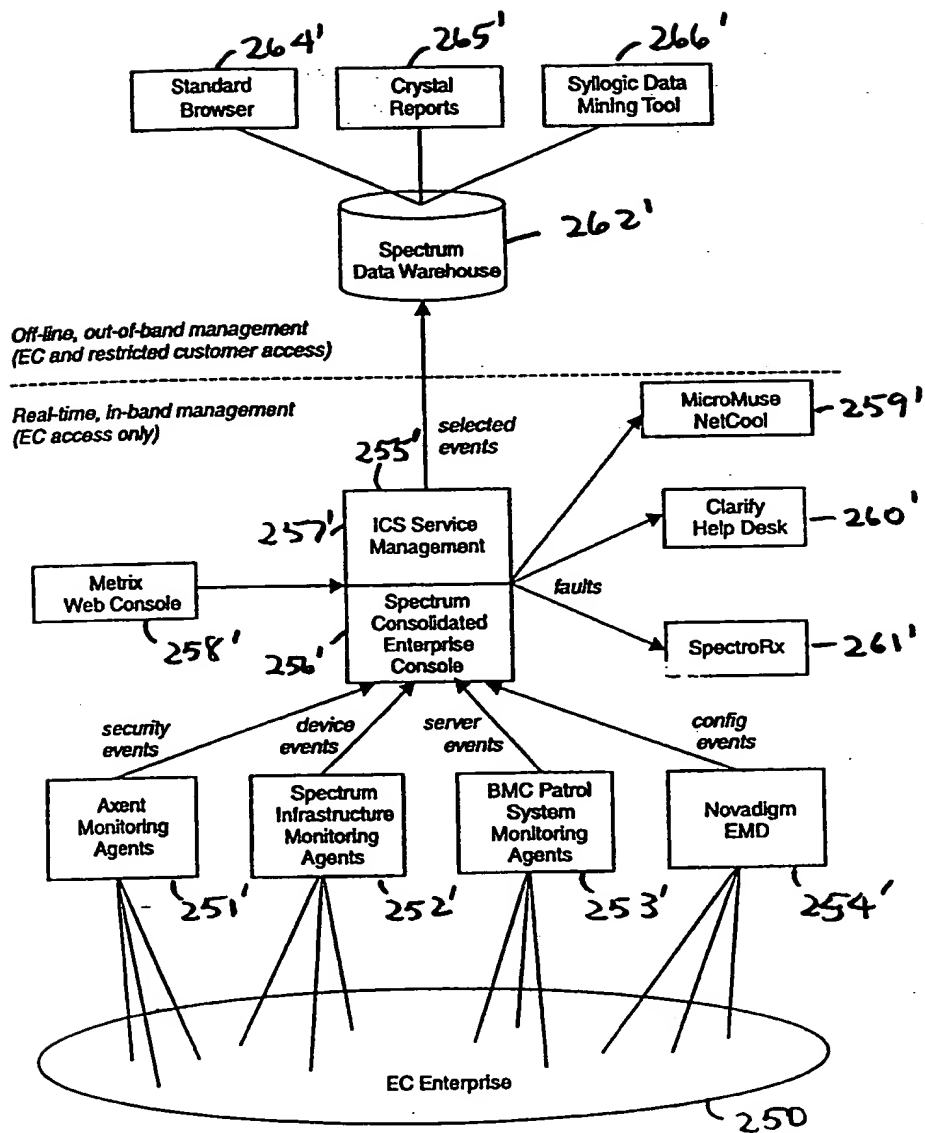 264'
265'
266'
Standard
Browser
Crystal
Reports
Syllogic Data
Mining Tool
262'
Spectrum
Data Warehouse
Off-line, out-of-band management
(EC and restricted customer access)
Real-time, in-band management
(EC access only)
selected
events
MicroMuse
NetCool
259'
255'
257'
ICS Service
Management
Clarify
Help Desk
260'
Metrix
Web Console
258'
256'
Spectrum
Consolidated
Enterprise
Console
faults
SpectroRx
261'
security
events
device
events
server
events
config
events
Axent
Monitoring
Agents
Spectrum
Infrastructure
Monitoring
Agents
BMC Patrol
System
Monitoring
Agents
Novadigm
EMD
251'
252'
253'
254'
EC Enterprise
250